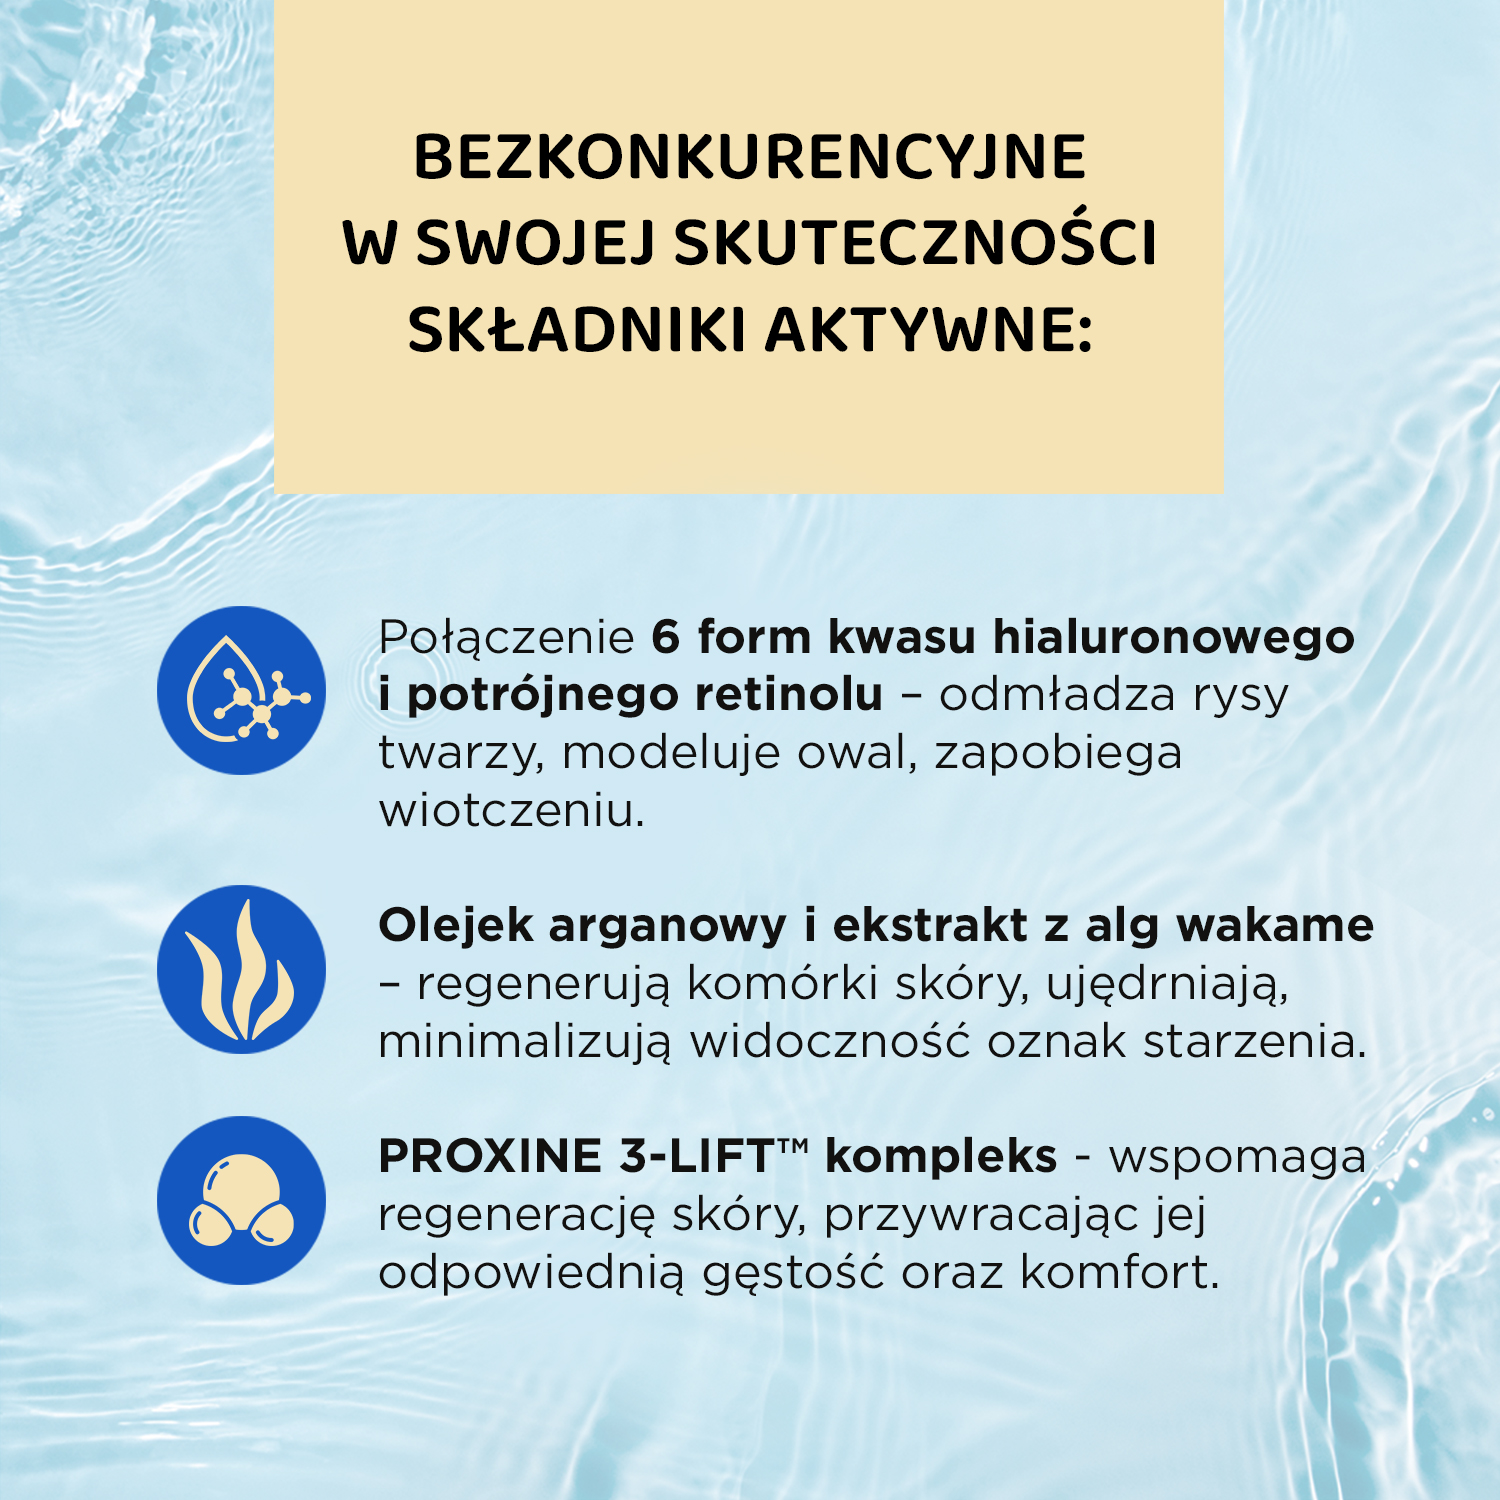 BEZKONKURENCYJNE
W SWOJEJ SKUTECZNOŚCI
SKŁADNIKI AKTYWNE:
Połączenie 6 form kwasu hialuronowego
i potrójnego retinolu – odmładza rysy
twarzy, modeluje owal, zapobiega
wiotczeniu.
Olejek arganowy i ekstrakt z alg wakame
– regenerują komórki skóry, ujędrniają,
minimalizują widoczność oznak starzenia.
PROXINE 3-LIFT™ kompleks - wspomaga
regenerację skóry, przywracając jej
odpowiednią gęstość oraz komfort.